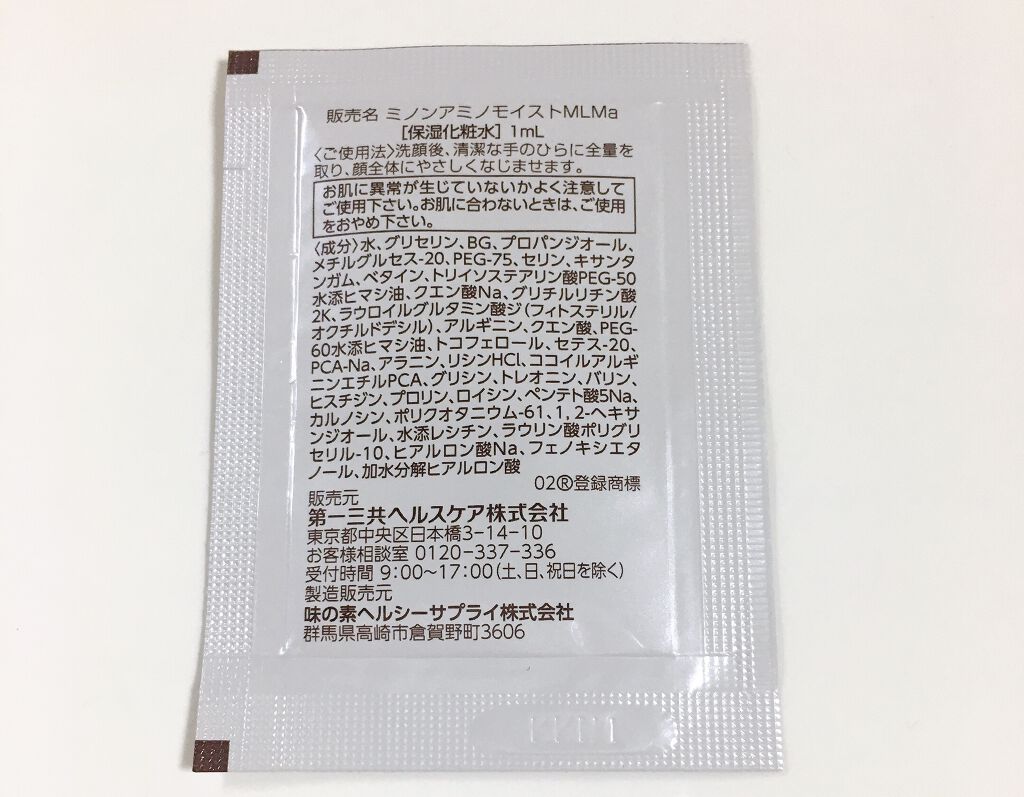 販売名 ミノンアミノモイストMLMa
［保湿化粧水］1mL
〈ご使用法〉洗顔後、清潔な手のひらに全量を
取り、顔全体にやさしくなじませます。
お肌に異常が生じていないかよく注意して
ご使用下さい。お肌に合わないときは、ご使用
をおやめ下さい。
〈成分〉水、グリセリン、BG、プロパンジオール、
メチルグルセス-20、PEG-75、セリン、キサンタ
ンガム、ベタイン、トリイソステアリン酸PEG-50
水添ヒマシ油、クエン酸Na、グリチルリチン酸
2K、ラウロイルグルタミン酸ジ（フィトステリル/
オクチルドデシル）、アルギニン、クエン酸、PEG-
60水添ヒマシ油、トコフェロール、セテス-20、
PCA-Na、アラニン、リシンHCl、ココイルアルギ
ニンエチルPCA、グリシン、トレオニン、バリン、
ヒスチジン、プロリン、ロイシン、ペンテト酸5Na、
カルノシン、ポリクオタニウム-61、1,2-ヘキサ
ンジオール、水添レシチン、ラウリン酸ポリグリ
セリル-10、ヒアルロン酸Na、フェノキシエタ
ノール、加水分解ヒアルロン酸
02®登録商標
販売元
第一三共ヘルスケア株式会社
東京都中央区日本橋3-14-10
お客様相談室 0120-337-336
受付時間 9:00～17:00（土、日、祝日を除く）
製造販売元
味の素ヘルシーサプライ株式会社
群馬県高崎市倉賀野町3606